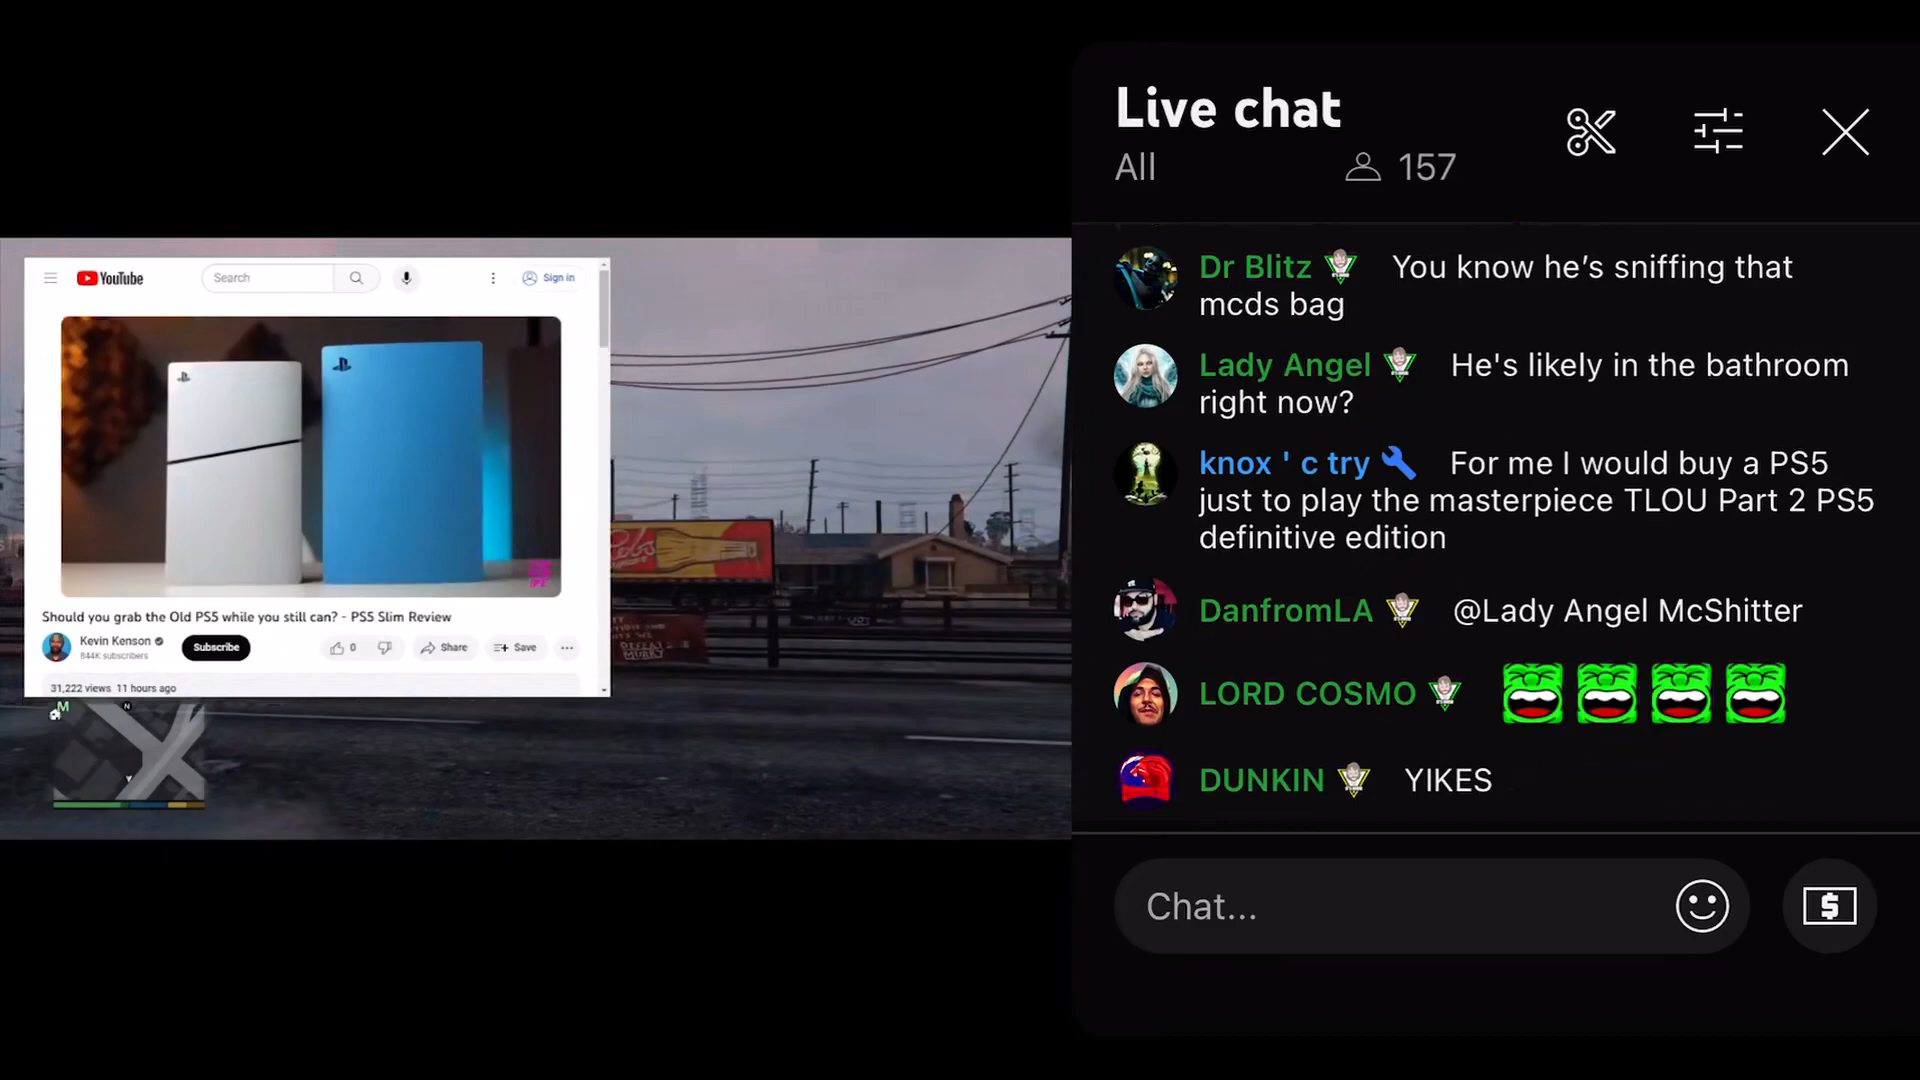 YouTube
Search
Sign in
Should you grab the Old PS5 while you still can? - PS5 Slim Review
Kevin Kenson
844K subscribers
Subscribe
0
Share
Save
31,222 views 11 hours ago
M
N
Live chat
All
157
Dr Blitz You know he’s sniffing that
mcds bag
Lady Angel He's likely in the bathroom
right now?
knox ' c try For me I would buy a PS5
just to play the masterpiece TLOU Part 2 PS5
definitive edition
DanfromLA @Lady Angel McShitter
LORD COSMO
DUNKIN YIKES
Chat...
$